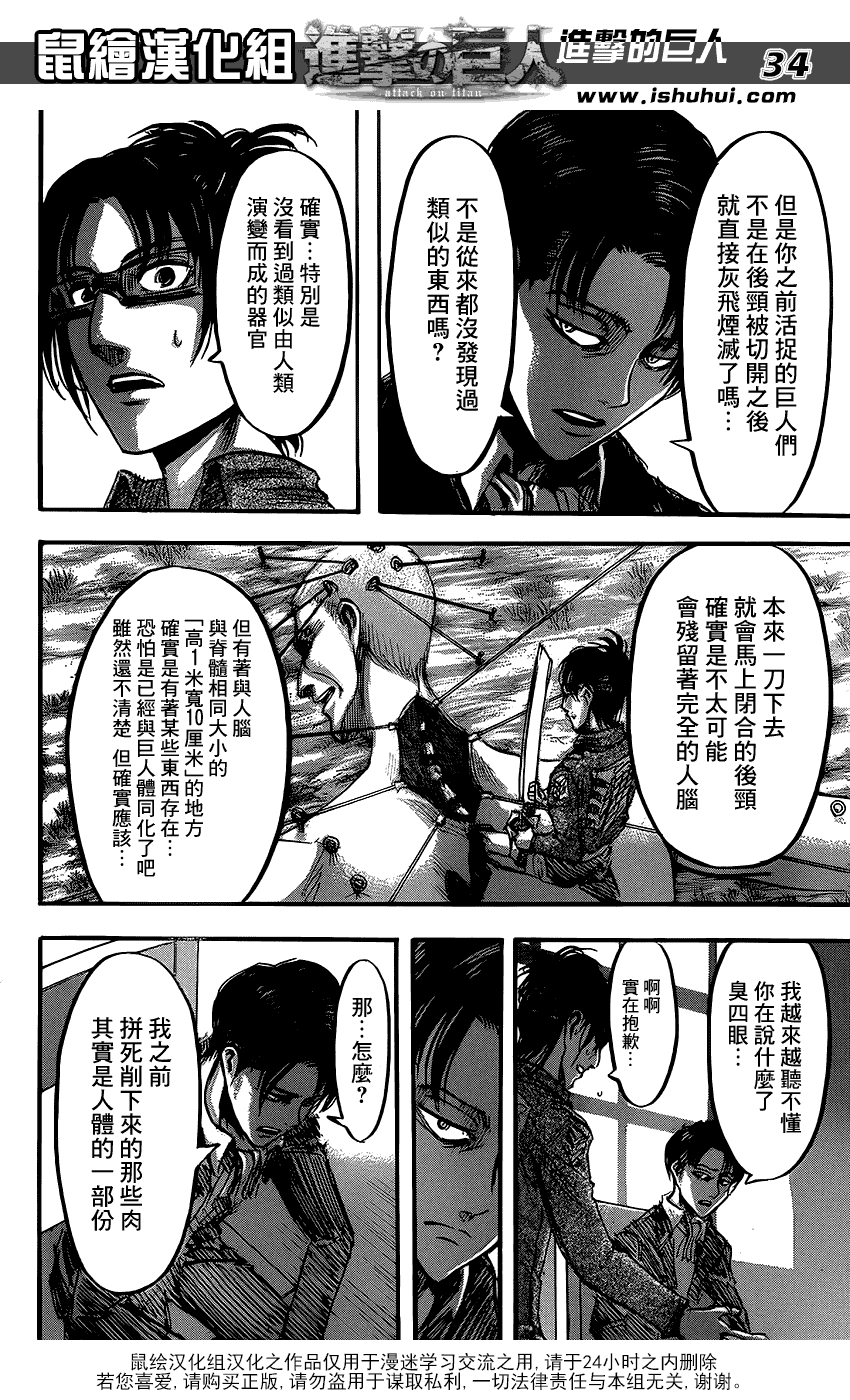 鼠繪漢化組
進撃の巨人
attack on titan
進擊的巨人
34
www.ishuhui.com
但是你之前活捉的巨人們
不是在後頸被切開之後
就直接灰飛煙滅了嗎…
不是從來都沒發現過
類似的東西嗎?
確實…特別是
沒看到過類似由人類
演變而成的器官
本來一刀下去
就會馬上閉合的後頸
確實是不太可能
會殘留著完全的人腦
但有著與人腦
與脊髓相同大小的
「高1米寬10厘米」的地方
確實是有著某些東西存在…
恐怕是已經與巨人體同化了吧
雖然還不清楚 但確實應該…
我越來越聽不懂
你在說什麼了
臭四眼…
啊啊
實在抱歉…
那…怎麼?
我之前
拼死削下來的那些肉
其實是人體的一部份
鼠绘汉化组汉化之作品仅用于漫迷学习交流之用,请于24小时之内删除
若您喜爱,请购买正版,请勿盗用于谋取私利,一切法律责任与本组无关,谢谢。